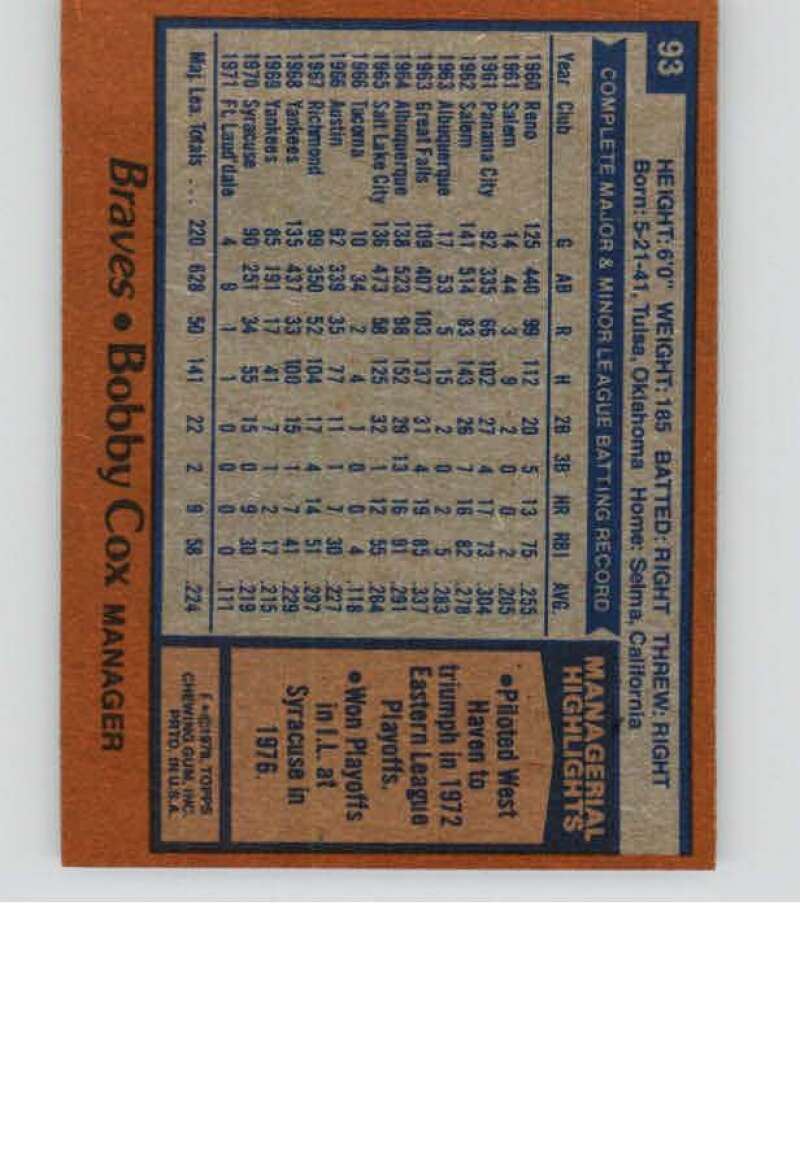 93
HEIGHT: 6'0" WEIGHT: 185 BATTED: RIGHT THREW: RIGHT
Born: 5-21-41, Tulsa, Oklahoma Home: Selma, California
COMPLETE MAJOR & MINOR LEAGUE BATTING RECORD
Year Club G AB R H 2B 3B HR RBI AVG.
1960 Reno 125 440 99 112 20 5 13 75 .255
1961 Salem 14 44 3 9 2 0 0 2 .205
1961 Panama City 92 335 66 102 27 4 17 73 .304
1962 Salem 141 514 83 143 26 7 16 82 .278
1963 Albuquerque 17 53 5 15 2 0 2 5 .283
1963 Great Falls 109 407 103 137 31 4 19 85 .337
1964 Albuquerque 138 523 98 152 29 13 16 91 .291
1965 Salt Lake City 136 473 58 125 32 1 12 55 .264
1966 Tacoma 10 34 2 4 1 0 0 4 .118
1966 Austin 92 339 35 77 11 1 7 30 .227
1967 Richmond 99 350 52 104 17 4 14 51 .297
1968 Yankees 135 437 33 100 15 1 7 41 .229
1969 Yankees 85 191 17 41 7 1 2 17 .215
1970 Syracuse 90 251 34 55 15 0 9 30 .219
1971 Ft. Laud'dale 4 9 1 1 0 0 0 0 .111
Maj. Lea. Totals ... 220 628 50 141 22 2 9 58 .224
MANAGERIAL
HIGHLIGHTS
•Piloted West
Haven to
triumph in 1972
Eastern League
Playoffs.
•Won Playoffs
in I.L. at
Syracuse in
1976.
©1978, TOPPS
CHEWING GUM, INC.
PRTD. IN U.S.A.
Braves • Bobby Cox MANAGER